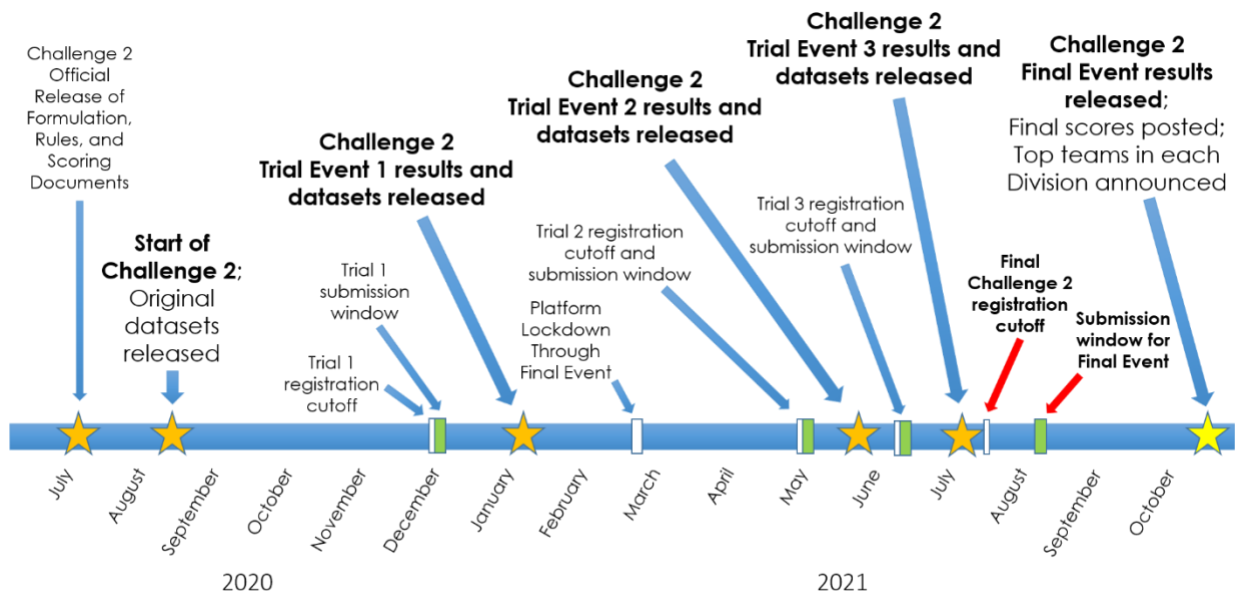 Challenge 2
Official
Release of
Formulation,
Rules, and
Scoring
Documents
Start of
Challenge 2;
Original
datasets
released
Trial 1
submission
window
Trial 1
registration
cutoff
Challenge 2
Trial Event 1 results and
datasets released
Platform
Lockdown
Through
Final Event
Trial 2 registration
cutoff and
submission window
Challenge 2
Trial Event 2 results and
datasets released
Trial 3 registration
cutoff and
submission window
Challenge 2
Trial Event 3 results and
datasets released
Final
Challenge 2
registration
cutoff
Submission
window for
Final Event
Challenge 2
Final Event results
released;
Final scores posted;
Top teams in each
Division announced
July
August
September
October
November
December
January
February
March
April
May
June
July
August
September
October
2020
2021